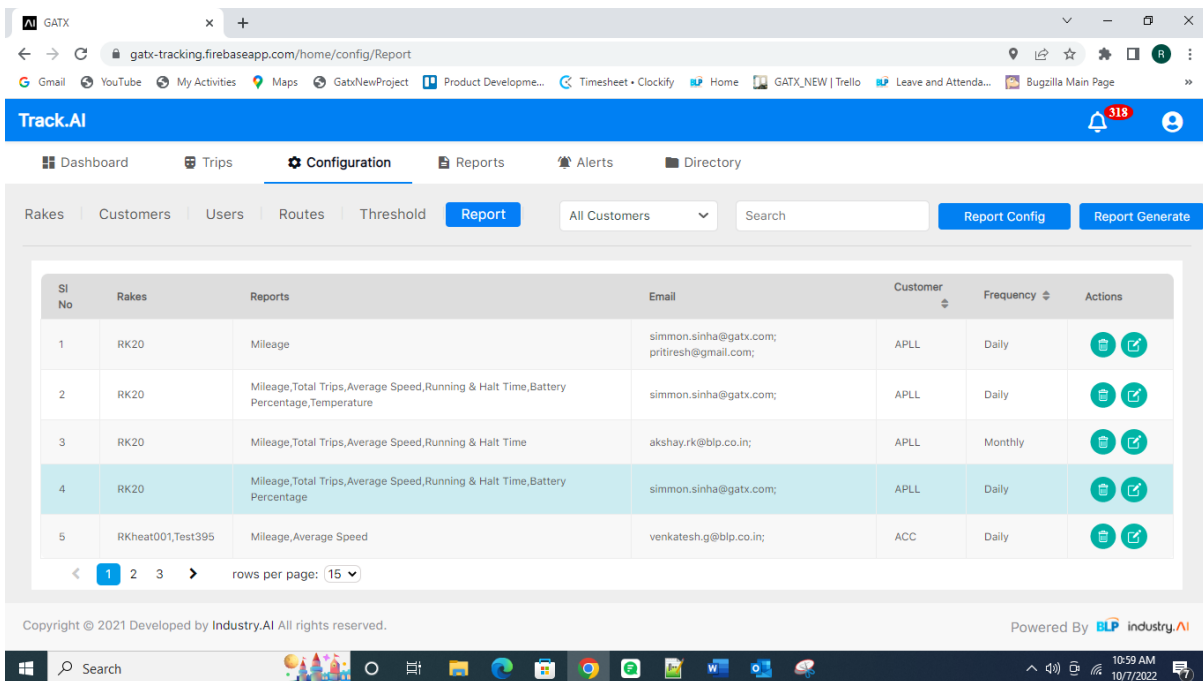 GATX
gatx-tracking.firebaseapp.com/home/config/Report
R
Gmail YouTube My Activities Maps GatxNewProject Product Developme... Timesheet • Clockify BLP Home GATX_NEW | Trello BLP Leave and Attenda... Bugzilla Main Page »
Track.AI
318
Dashboard Trips Configuration Reports Alerts Directory
Rakes Customers Users Routes Threshold Report All Customers Search Report Config Report Generate
Sl No Rakes Reports Email Customer Frequency Actions
1 RK20 Mileage simmon.sinha@gatx.com; APLL Daily
pritiresh@gmail.com;
2 RK20 Mileage,Total Trips,Average Speed,Running & Halt Time,Battery simmon.sinha@gatx.com; APLL Daily
Percentage,Temperature
3 RK20 Mileage,Total Trips,Average Speed,Running & Halt Time akshay.rk@blp.co.in; APLL Monthly
4 RK20 Mileage,Total Trips,Average Speed,Running & Halt Time,Battery simmon.sinha@gatx.com; APLL Daily
Percentage
5 RKheat001,Test395 Mileage,Average Speed venkatesh.g@blp.co.in; ACC Daily
< 1 2 3 > rows per page: 15
Copyright © 2021 Developed by Industry.AI All rights reserved. Powered By BLP industry.AI
Search
10:59 AM
10/7/2022